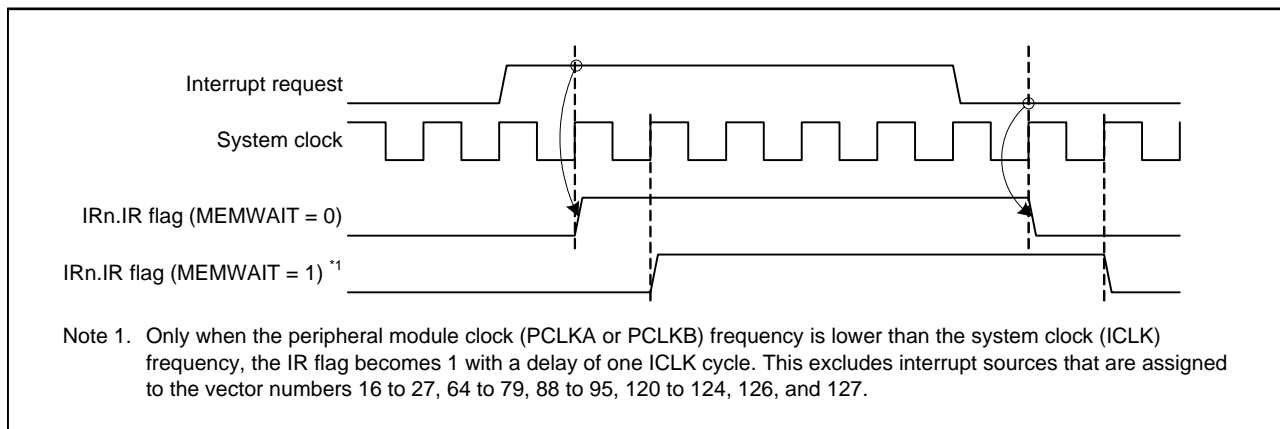 Interrupt request
System clock
IRn.IR flag (MEMWAIT = 0)
IRn.IR flag (MEMWAIT = 1) *1
Note 1. Only when the peripheral module clock (PCLKA or PCLKB) frequency is lower than the system clock (ICLK)
frequency, the IR flag becomes 1 with a delay of one ICLK cycle. This excludes interrupt sources that are assigned
to the vector numbers 16 to 27, 64 to 79, 88 to 95, 120 to 124, 126, and 127.